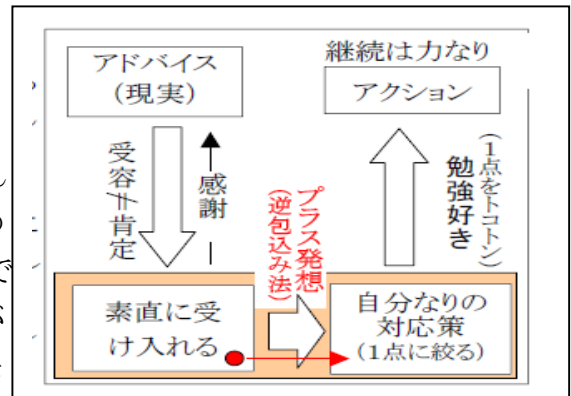 アドバイス
(現実)
継続は力なり
アクション
受容≠肯定
感謝
プラス発想
(逆包込み法)
(1点をトコトン)
勉強好き
素直に受
け入れる
自分なりの
対応策
(1点に絞る)